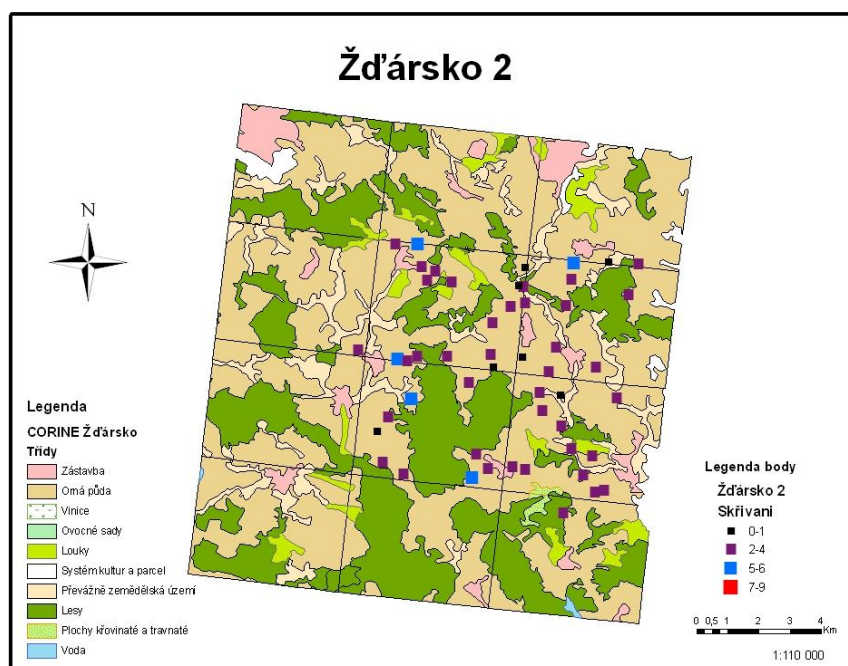 Žďársko 2
N
Legenda
CORINE Žďársko
Třídy
Zástavba
Orná půda
Vinice
Ovocné sady
Louky
Systém kultur a parcel
Převážně zemědělská území
Lesy
Plochy křovinaté a travnaté
Voda
Legenda body
Žďársko 2
Skřivani
0-1
2-4
5-6
7-9
0 0,5 1 2 3 4
Km
1:110 000